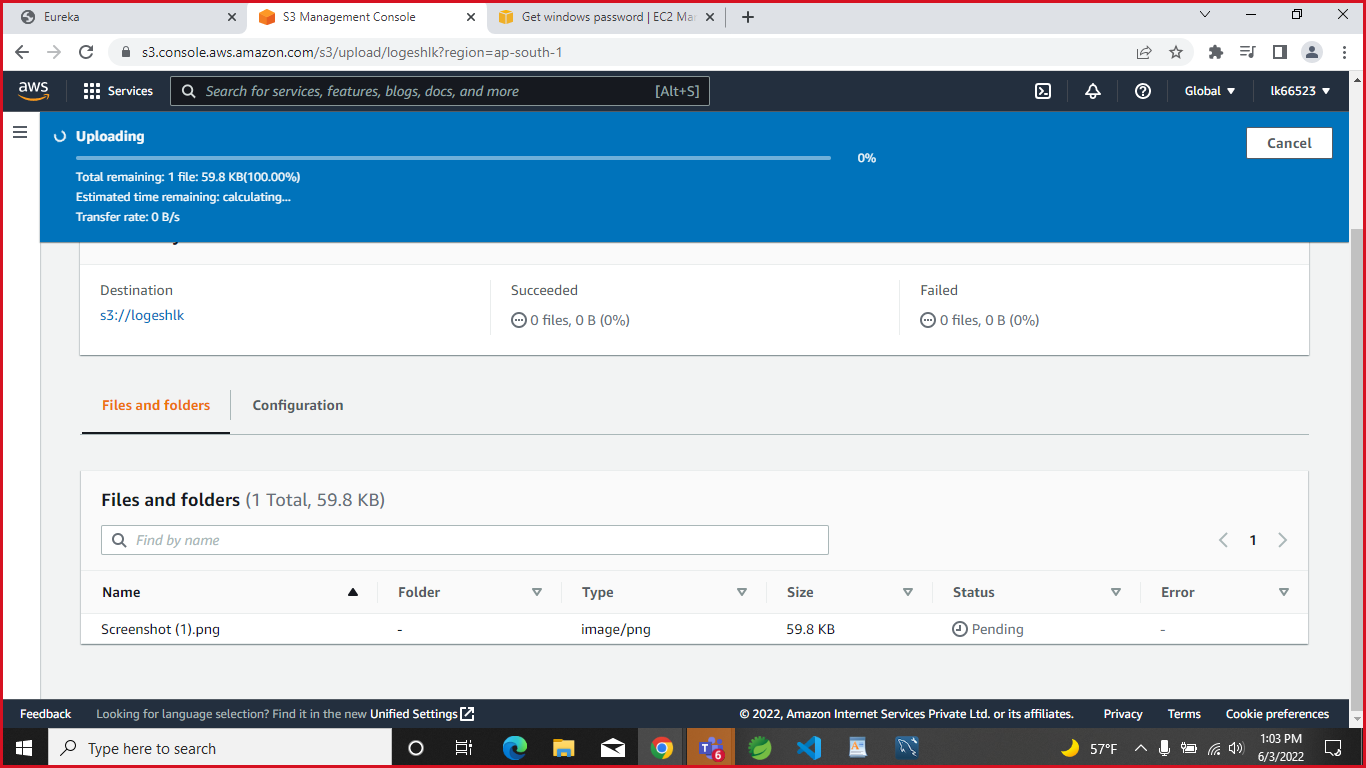 Eureka
S3 Management Console
Get windows password | EC2 Ma
s3.console.aws.amazon.com/s3/upload/logeshlk?region=ap-south-1
aws
Services
Search for services, features, blogs, docs, and more
[Alt+S]
Global
lk66523
Uploading
Cancel
0%
Total remaining: 1 file: 59.8 KB(100.00%)
Estimated time remaining: calculating...
Transfer rate: 0 B/s
Destination
Succeeded
Failed
s3://logeshlk
0 files, 0 B (0%)
0 files, 0 B (0%)
Files and folders
Configuration
Files and folders (1 Total, 59.8 KB)
Find by name
1
Name
Folder
Type
Size
Status
Error
Screenshot (1).png
-
image/png
59.8 KB
Pending
-
Feedback
Looking for language selection? Find it in the new Unified Settings
© 2022, Amazon Internet Services Private Ltd. or its affiliates.
Privacy
Terms
Cookie preferences
Type here to search
6
57°F
1:03 PM
6/3/2022